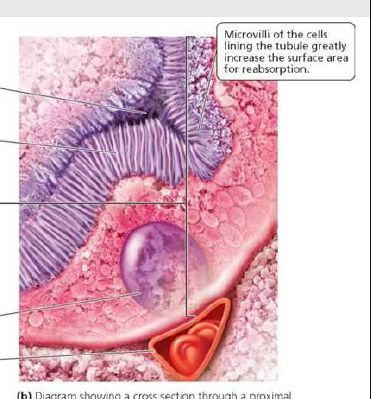 Microvilli of the cells
lining the tubule greatly
increase the surface area
for reabsorption.
(b) Diagram showing a cross section through a proximal